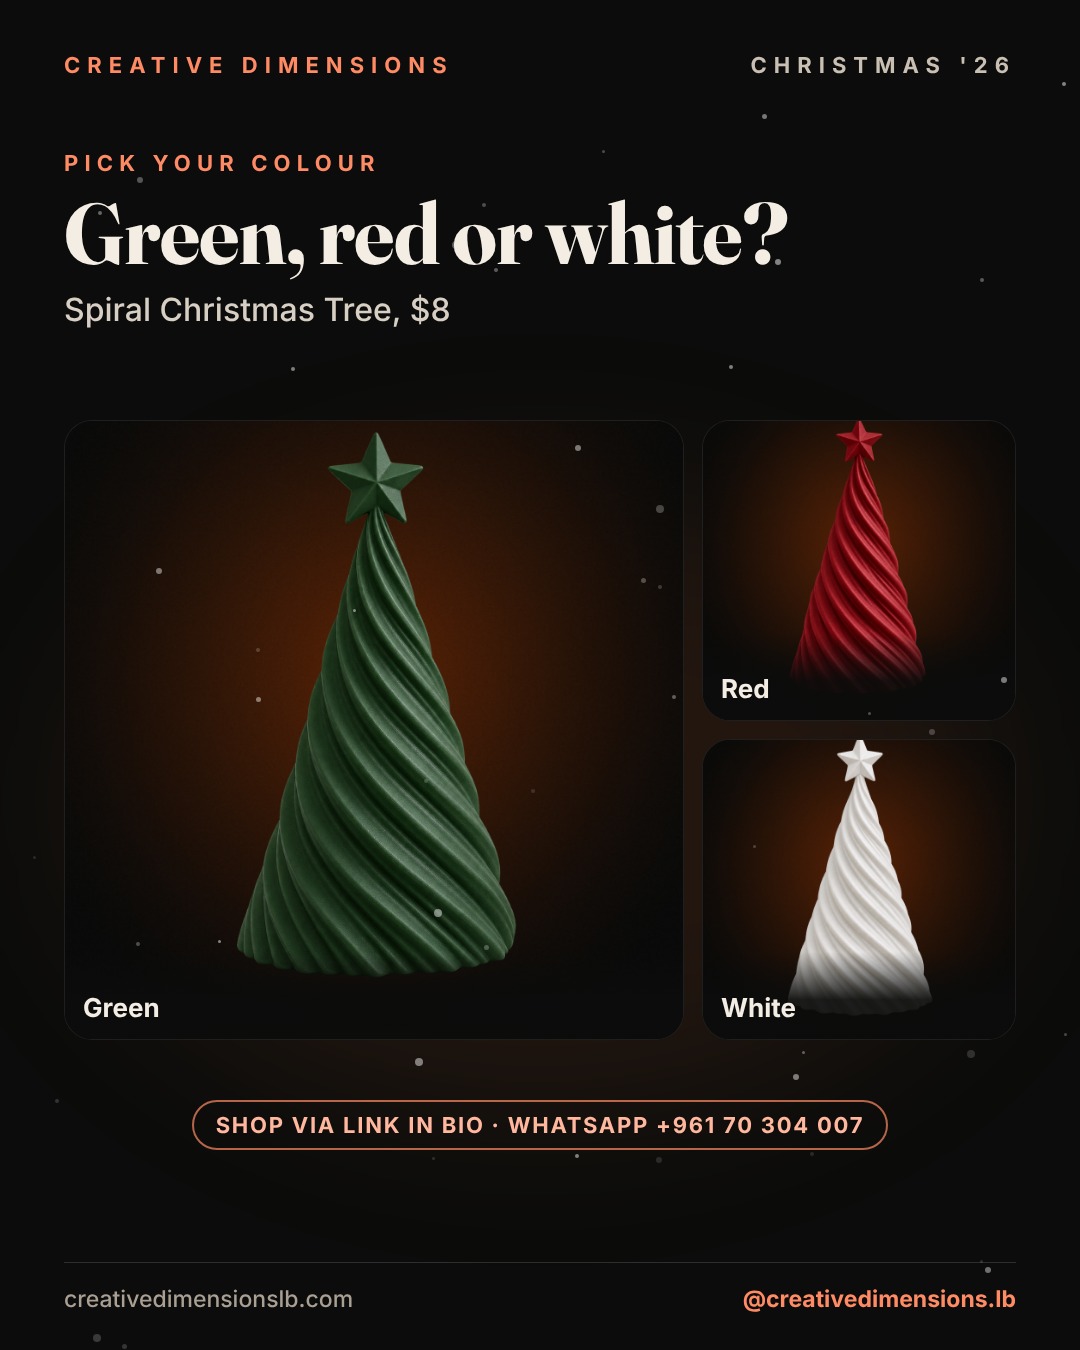 CREATIVE DIMENSIONS
CHRISTMAS '26
PICK YOUR COLOUR
Green, red or white?
Spiral Christmas Tree, $8
Red
Green
White
SHOP VIA LINK IN BIO · WHATSAPP +961 70 304 007
creativedimensionslb.com
@creativedimensions.lb